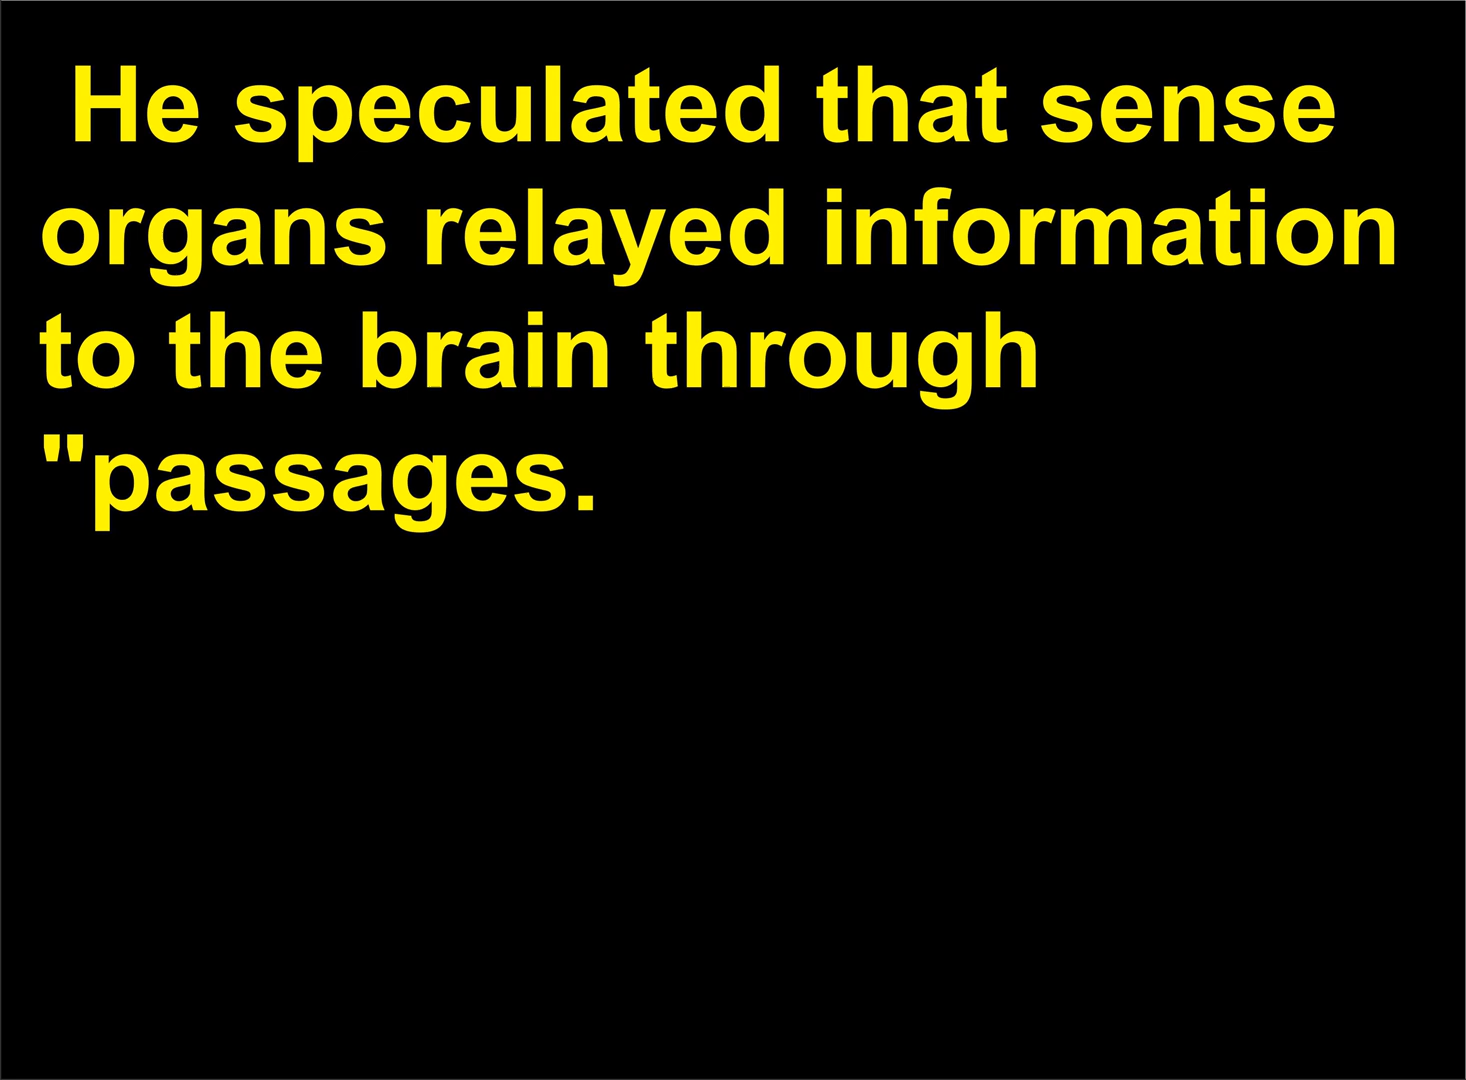 He speculated that sense
organs relayed information
to the brain through
"passages.